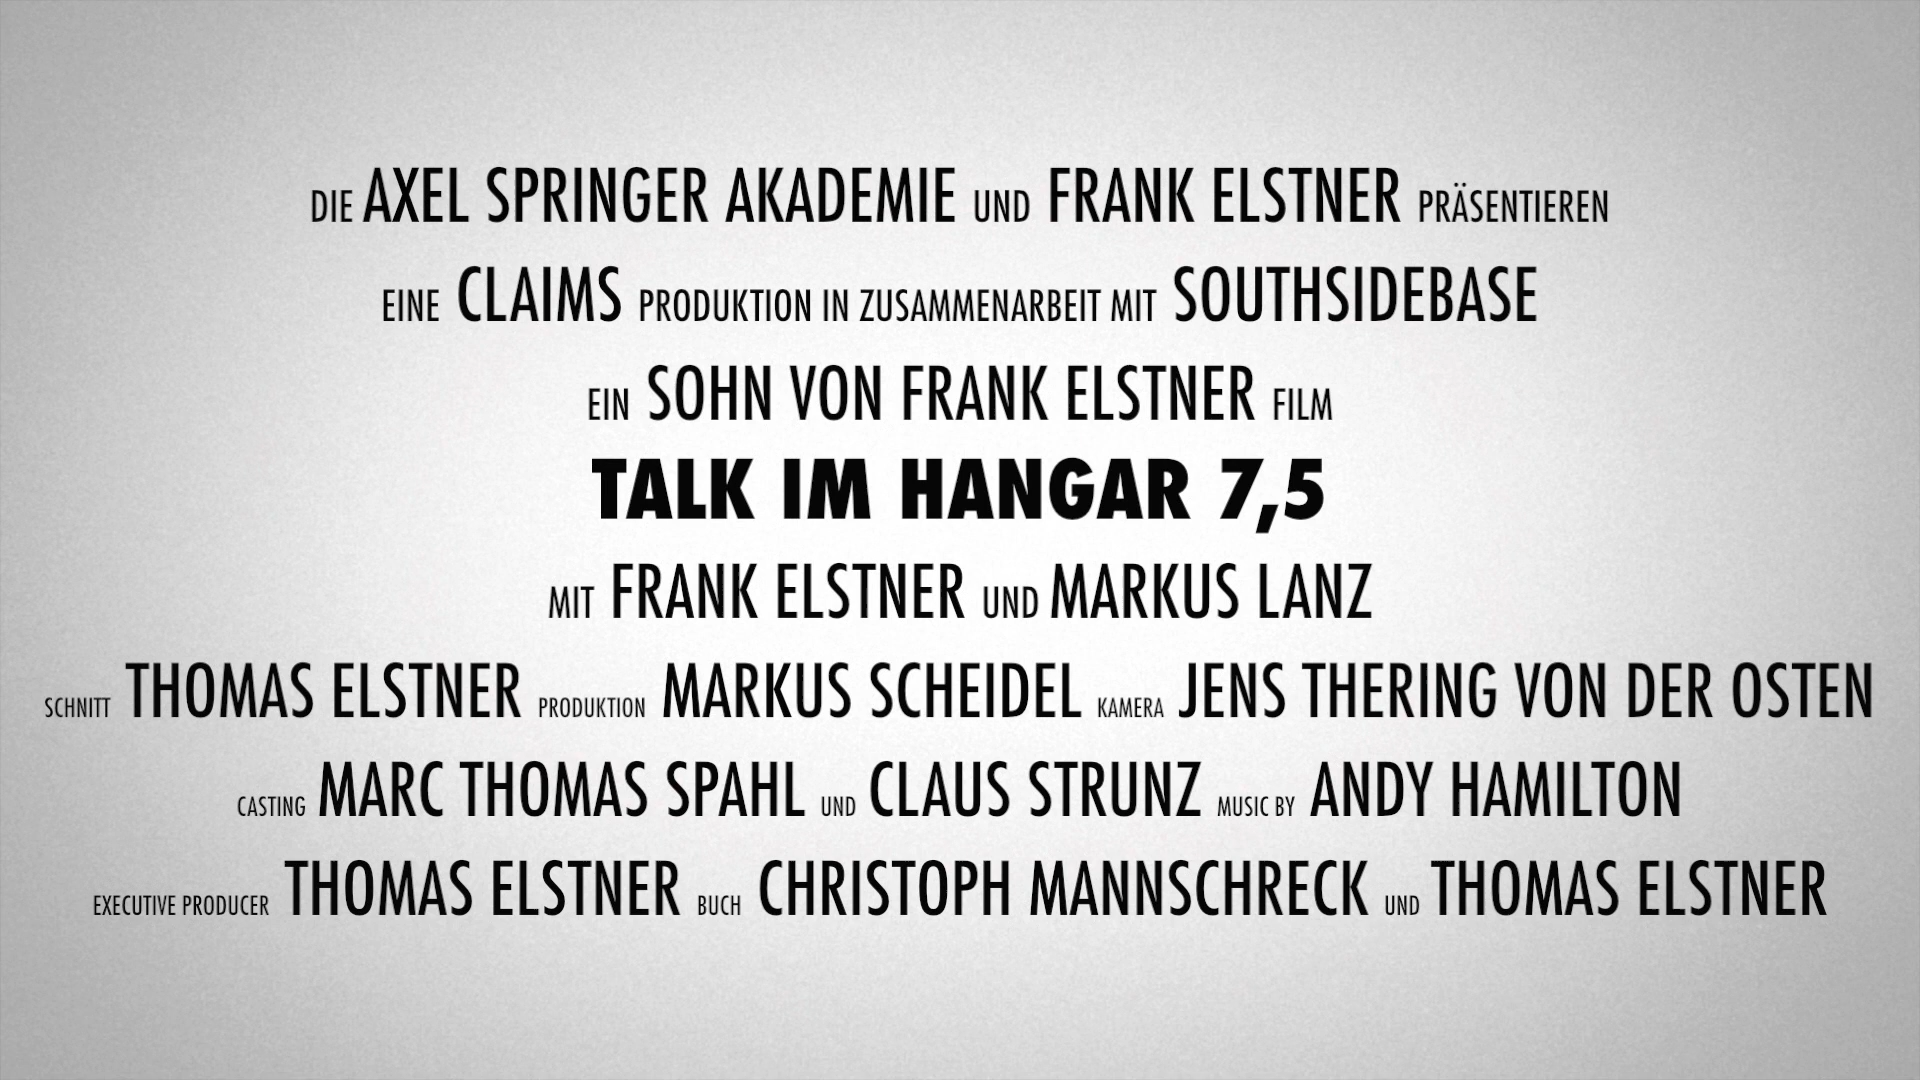 DIE AXEL SPRINGER AKADEMIE UND FRANK ELSTNER PRÄSENTIEREN
EINE CLAIMS PRODUKTION IN ZUSAMMENARBEIT MIT SOUTHSIDEBASE
EIN SOHN VON FRANK ELSTNER FILM
TALK IM HANGAR 7,5
MIT FRANK ELSTNER UND MARKUS LANZ
SCHNITT THOMAS ELSTNER PRODUKTION MARKUS SCHEIDEL KAMERA JENS THERING VON DER OSTEN
CASTING MARC THOMAS SPAHL UND CLAUS STRUNZ MUSIC BY ANDY HAMILTON
EXECUTIVE PRODUCER THOMAS ELSTNER BUCH CHRISTOPH MANNSCHRECK UND THOMAS ELSTNER